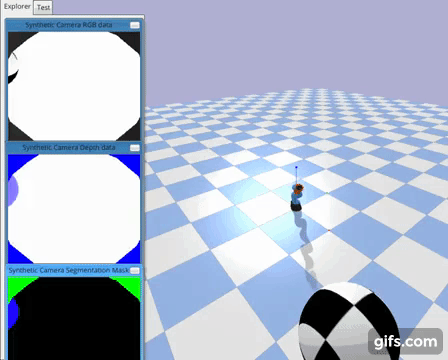 Explorer
Test
Synthetic Camera RGB data
Synthetic Camera Depth data
Synthetic Camera Segmentation Mask
gifs.com